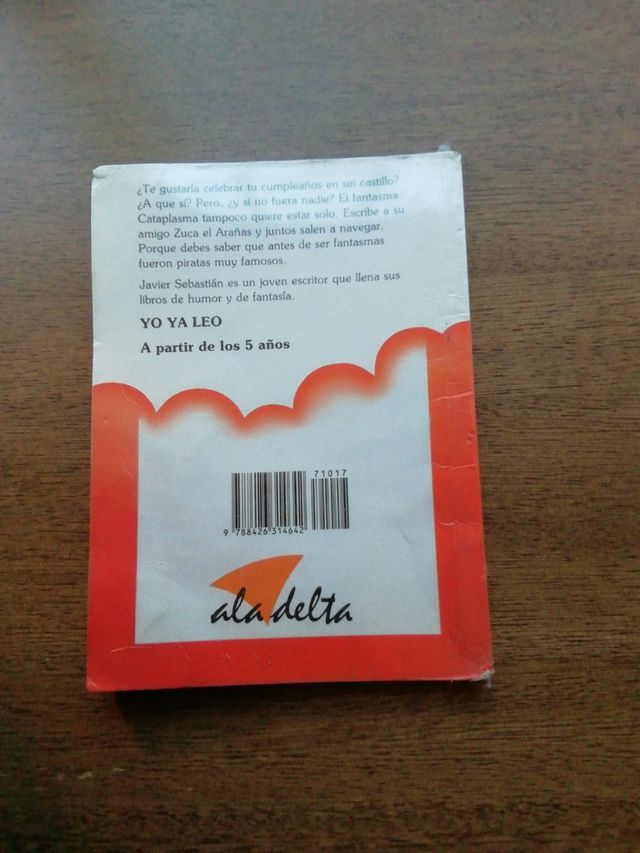 ¿Te gustaría celebrar tu cumpleaños en un castillo?
¿A que sí? Pero, ¿y si no fuera nadie? El fantasma
Cataplasma tampoco quiere estar solo. Escribe a su
amigo Zuca el Arañas y juntos salen a navegar.
Porque debes saber que antes de ser fantasmas
fueron piratas muy famosos.
Javier Sebastián es un joven escritor que llena sus
libros de humor y de fantasía.
YO YA LEO
A partir de los 5 años
71017
9 788426 314642
ala delta